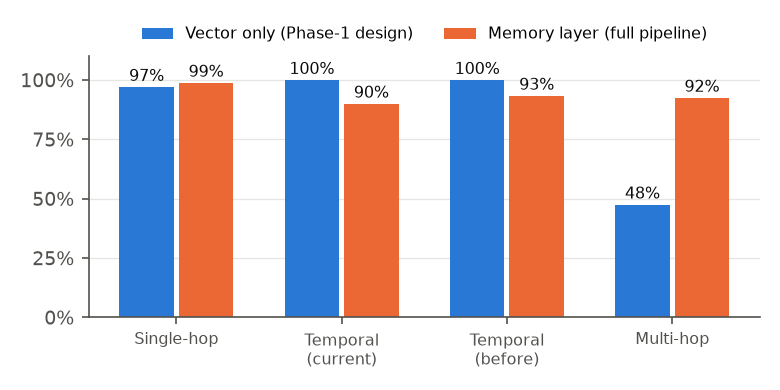 Vector only (Phase-1 design) Memory layer (full pipeline)
97% 99% 100% 90% 100% 93% 48% 92%
100%
75%
50%
25%
0%
Single-hop Temporal (current) Temporal (before) Multi-hop